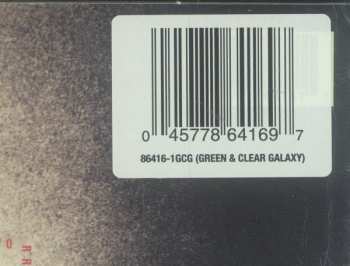 0 45778 64169 7
86416-1GCG (GREEN & CLEAR GALAXY)